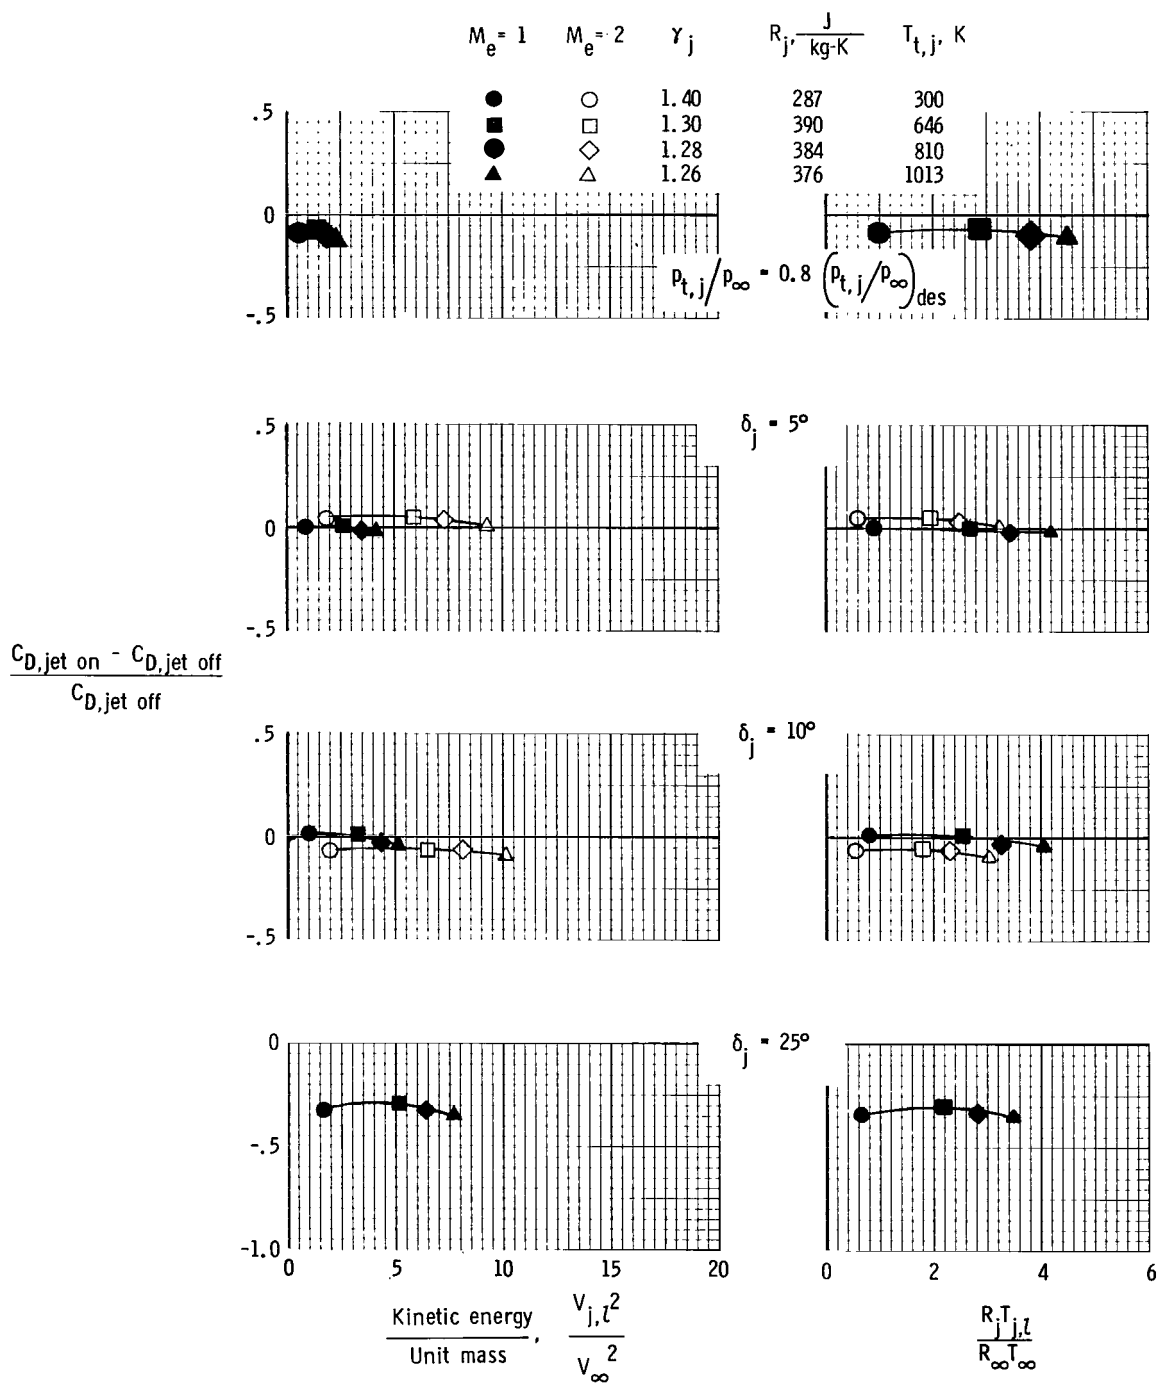 M_e = 1 M_e = 2 γ_j R_j, J/kg-K T_t,j, K
1.40 287 300
1.30 390 646
1.28 384 810
1.26 376 1013
.5
0
-.5
p_t,j/p_∞ = 0.8 (p_t,j/p_∞)_des
.5
0
-.5
δ_j = 5°
C_D,jet on - C_D,jet off
C_D,jet off
.5
0
-.5
δ_j = 10°
0
-.5
-1.0
δ_j = 25°
0 5 10 15 20
0 2 4 6
Kinetic energy
Unit mass , V_j,l² / V_∞²
R_jT_j,l
R_∞T_∞